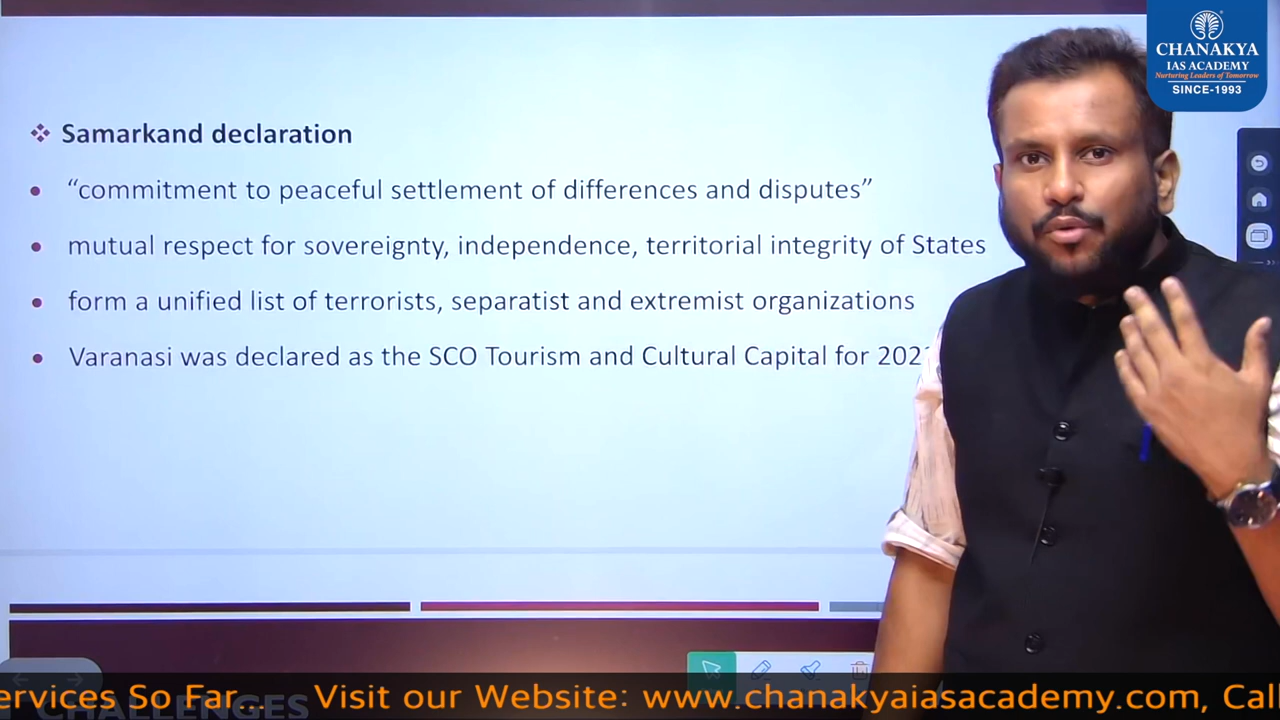 CHANAKYA
IAS ACADEMY
Nurturing Leaders of Tomorrow
SINCE-1993
Samarkand declaration
“commitment to peaceful settlement of differences and disputes”
mutual respect for sovereignty, independence, territorial integrity of States
form a unified list of terrorists, separatist and extremist organizations
Varanasi was declared as the SCO Tourism and Cultural Capital for 202
CHALLENGES
ervices So Far... Visit our Website: www.chanakyaiasacademy.com, Call